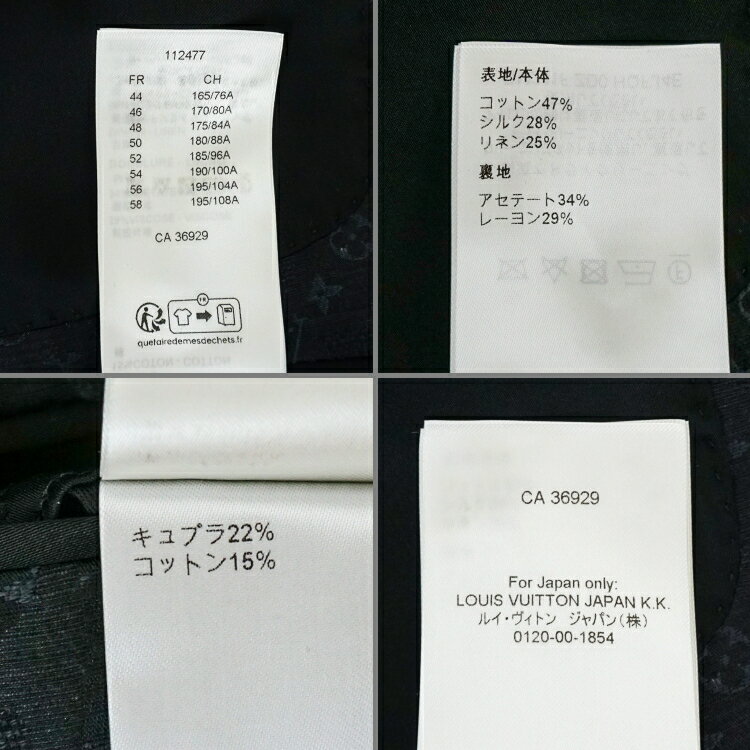 112477
FR CH
44 165/76A
46 170/80A
48 175/84A
50 180/88A
52 185/96A
54 190/100A
56 195/104A
58 195/108A
CA 36929
FR
quefairedemesdechets.fr
表地/本体
コットン47%
シルク28%
リネン25%
裏地
アセテート34%
レーヨン29%
キュプラ22%
コットン15%
CA 36929
For Japan only:
LOUIS VUITTON JAPAN K.K.
ルイ・ヴィトン ジャパン(株)
0120-00-1854